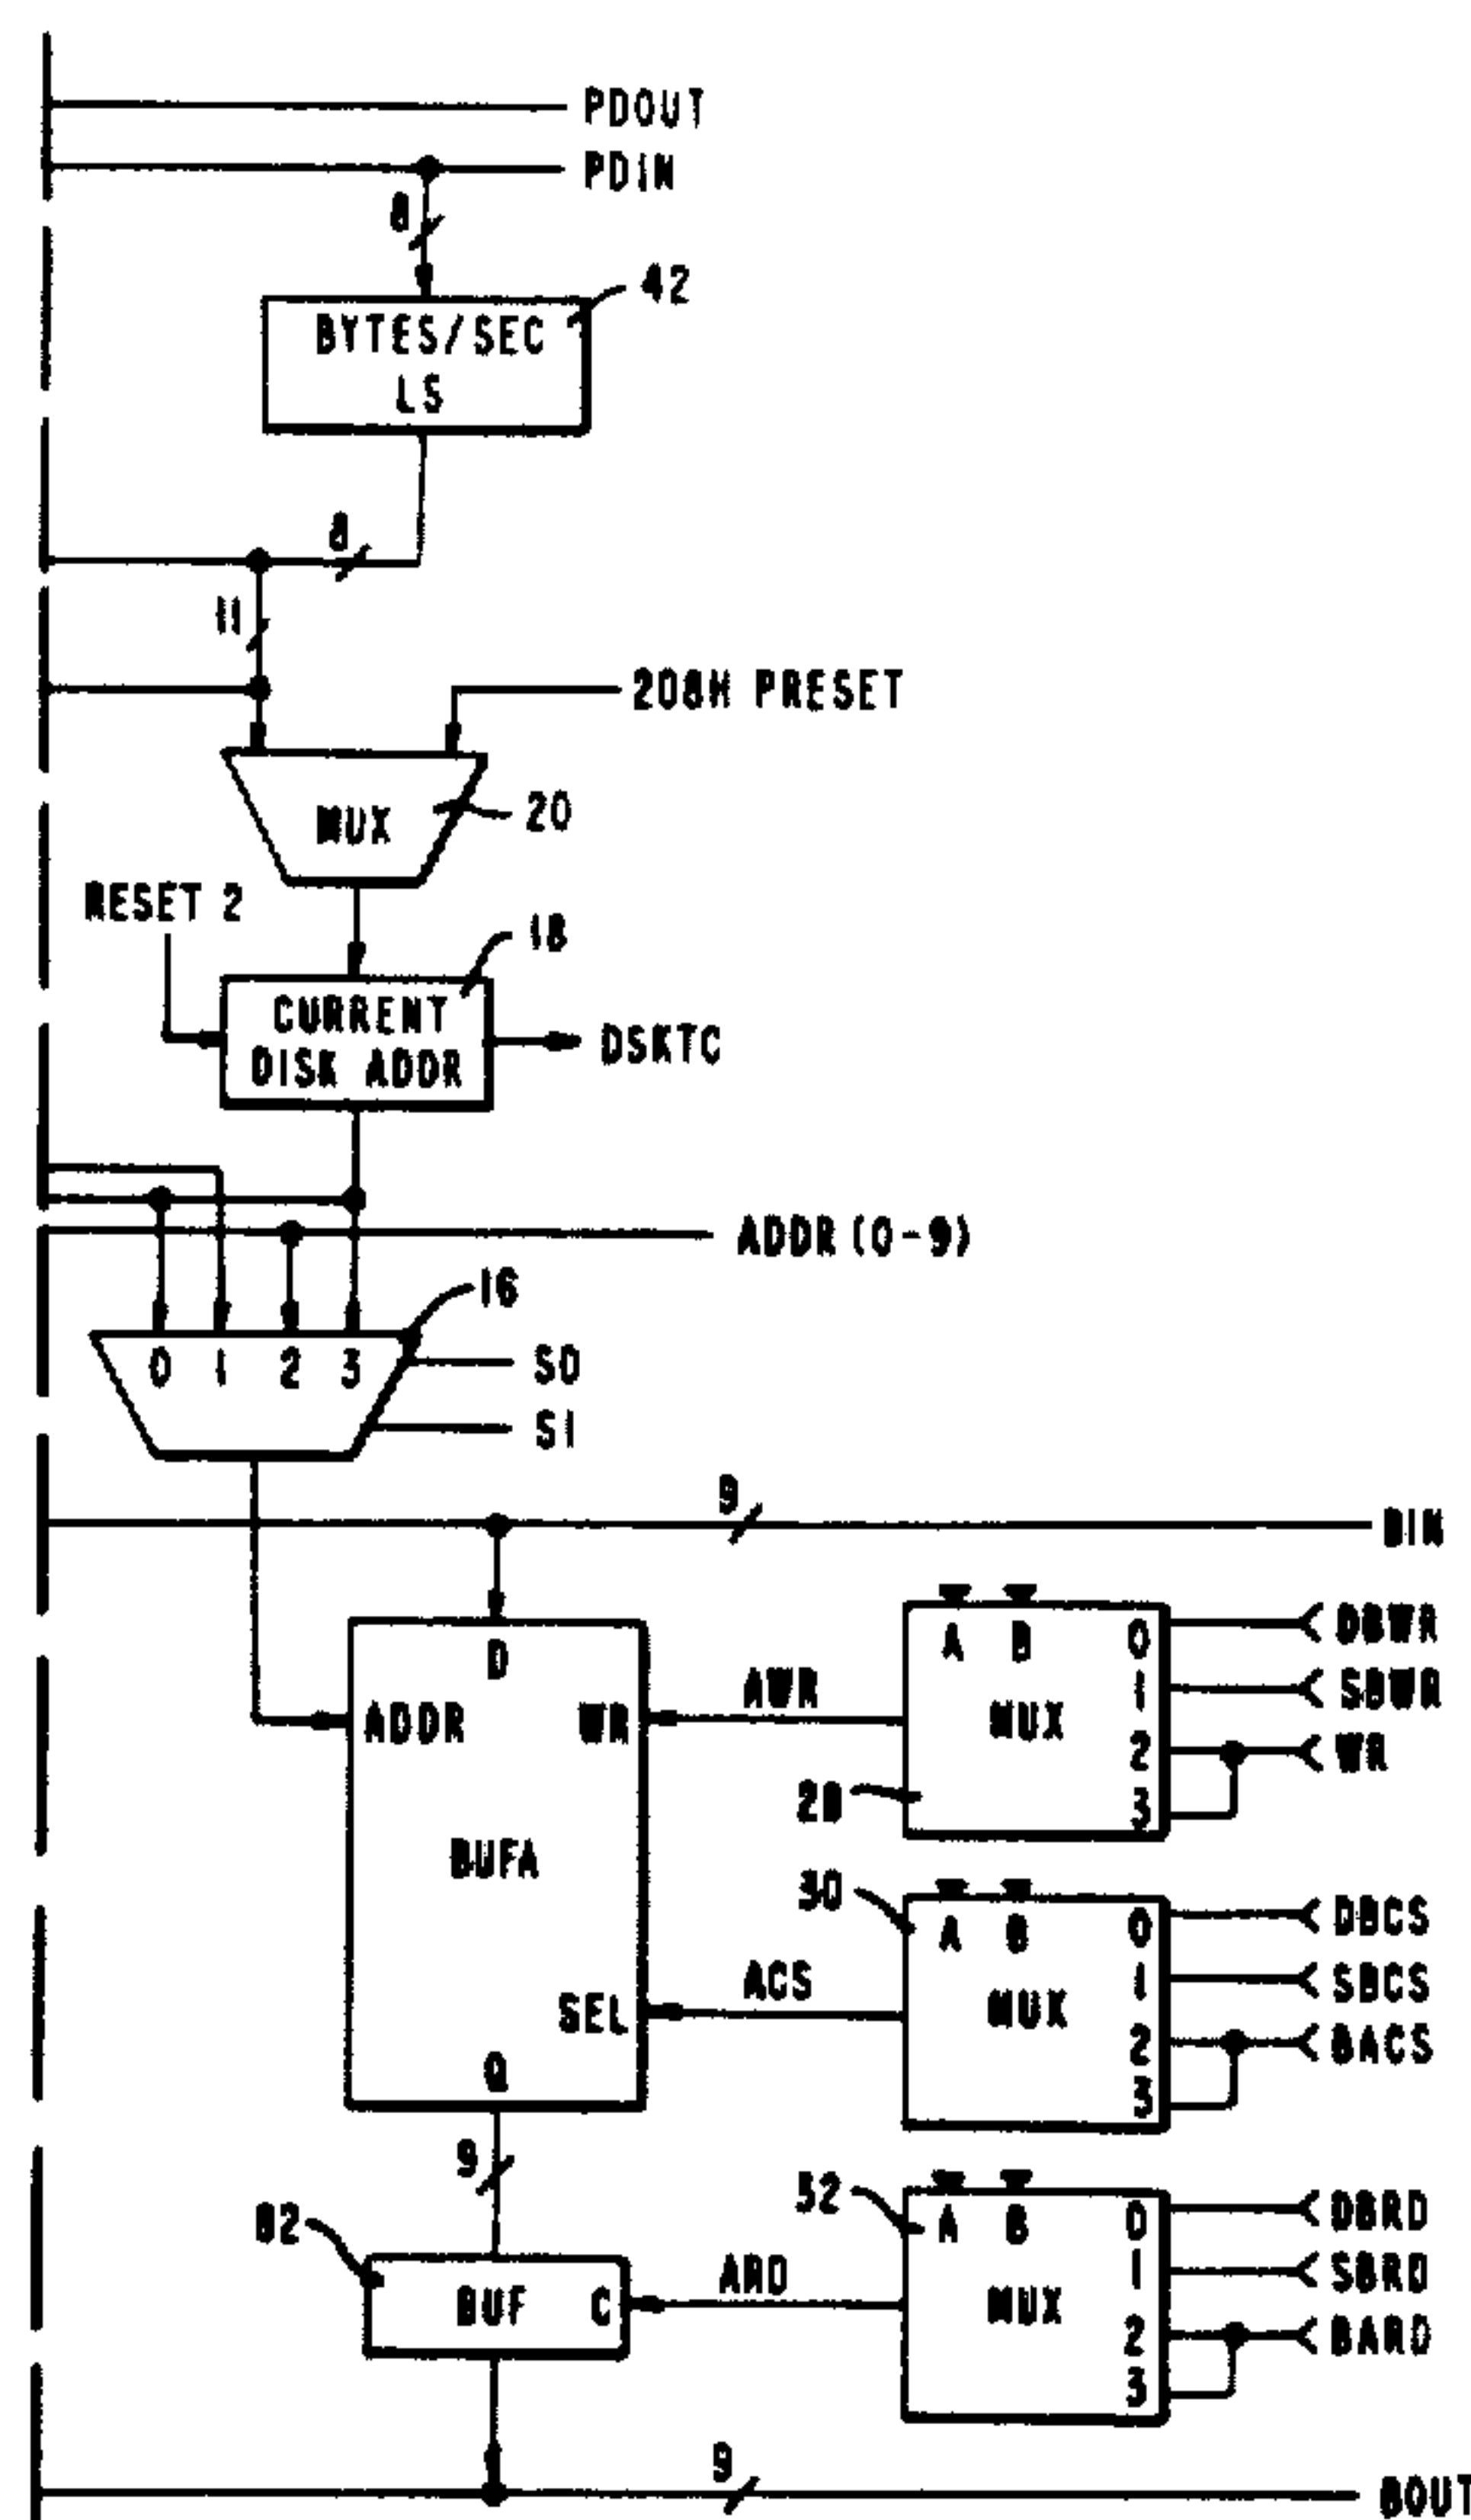 PDOUT
PDIN
8
42
BYTES/SEC
LS
8
11
208H PRESET
MUX
20
RESET 2
18
CURRENT
DISK ADDR
DSKTC
ADDR(0-9)
16
0 1 2 3
S0
S1
9
DIN
D
ADDR
WR
BUFA
SEL
Q
AWR
A B 0
MUX
1
2
3
DBWR
SBWR
WR
30
ACS
A B 0
MUX
1
2
3
DBCS
SBCS
BACS
9
82
BUF C
ARD
A B 0
MUX
1
2
3
DBRD
SBRD
BARD
9